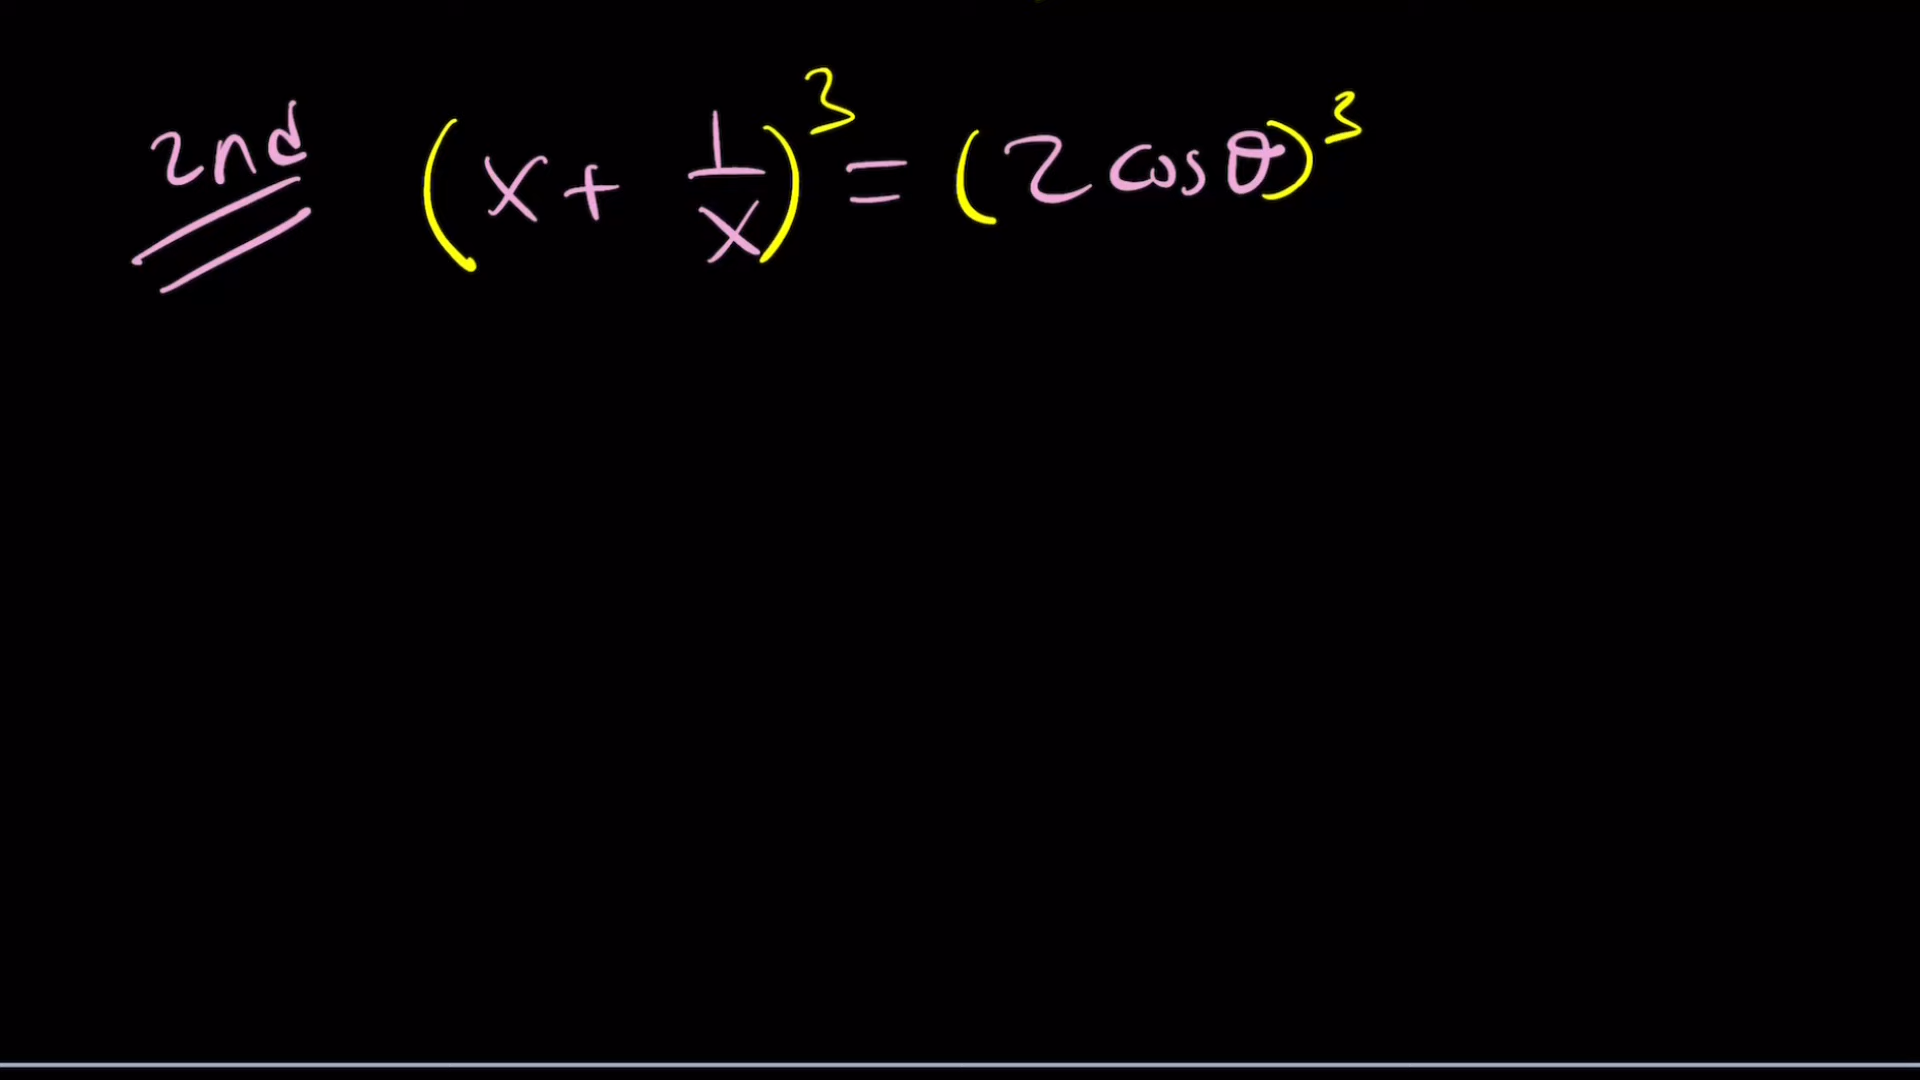 2nd (x + 1/x)³ = (2 cos θ)³